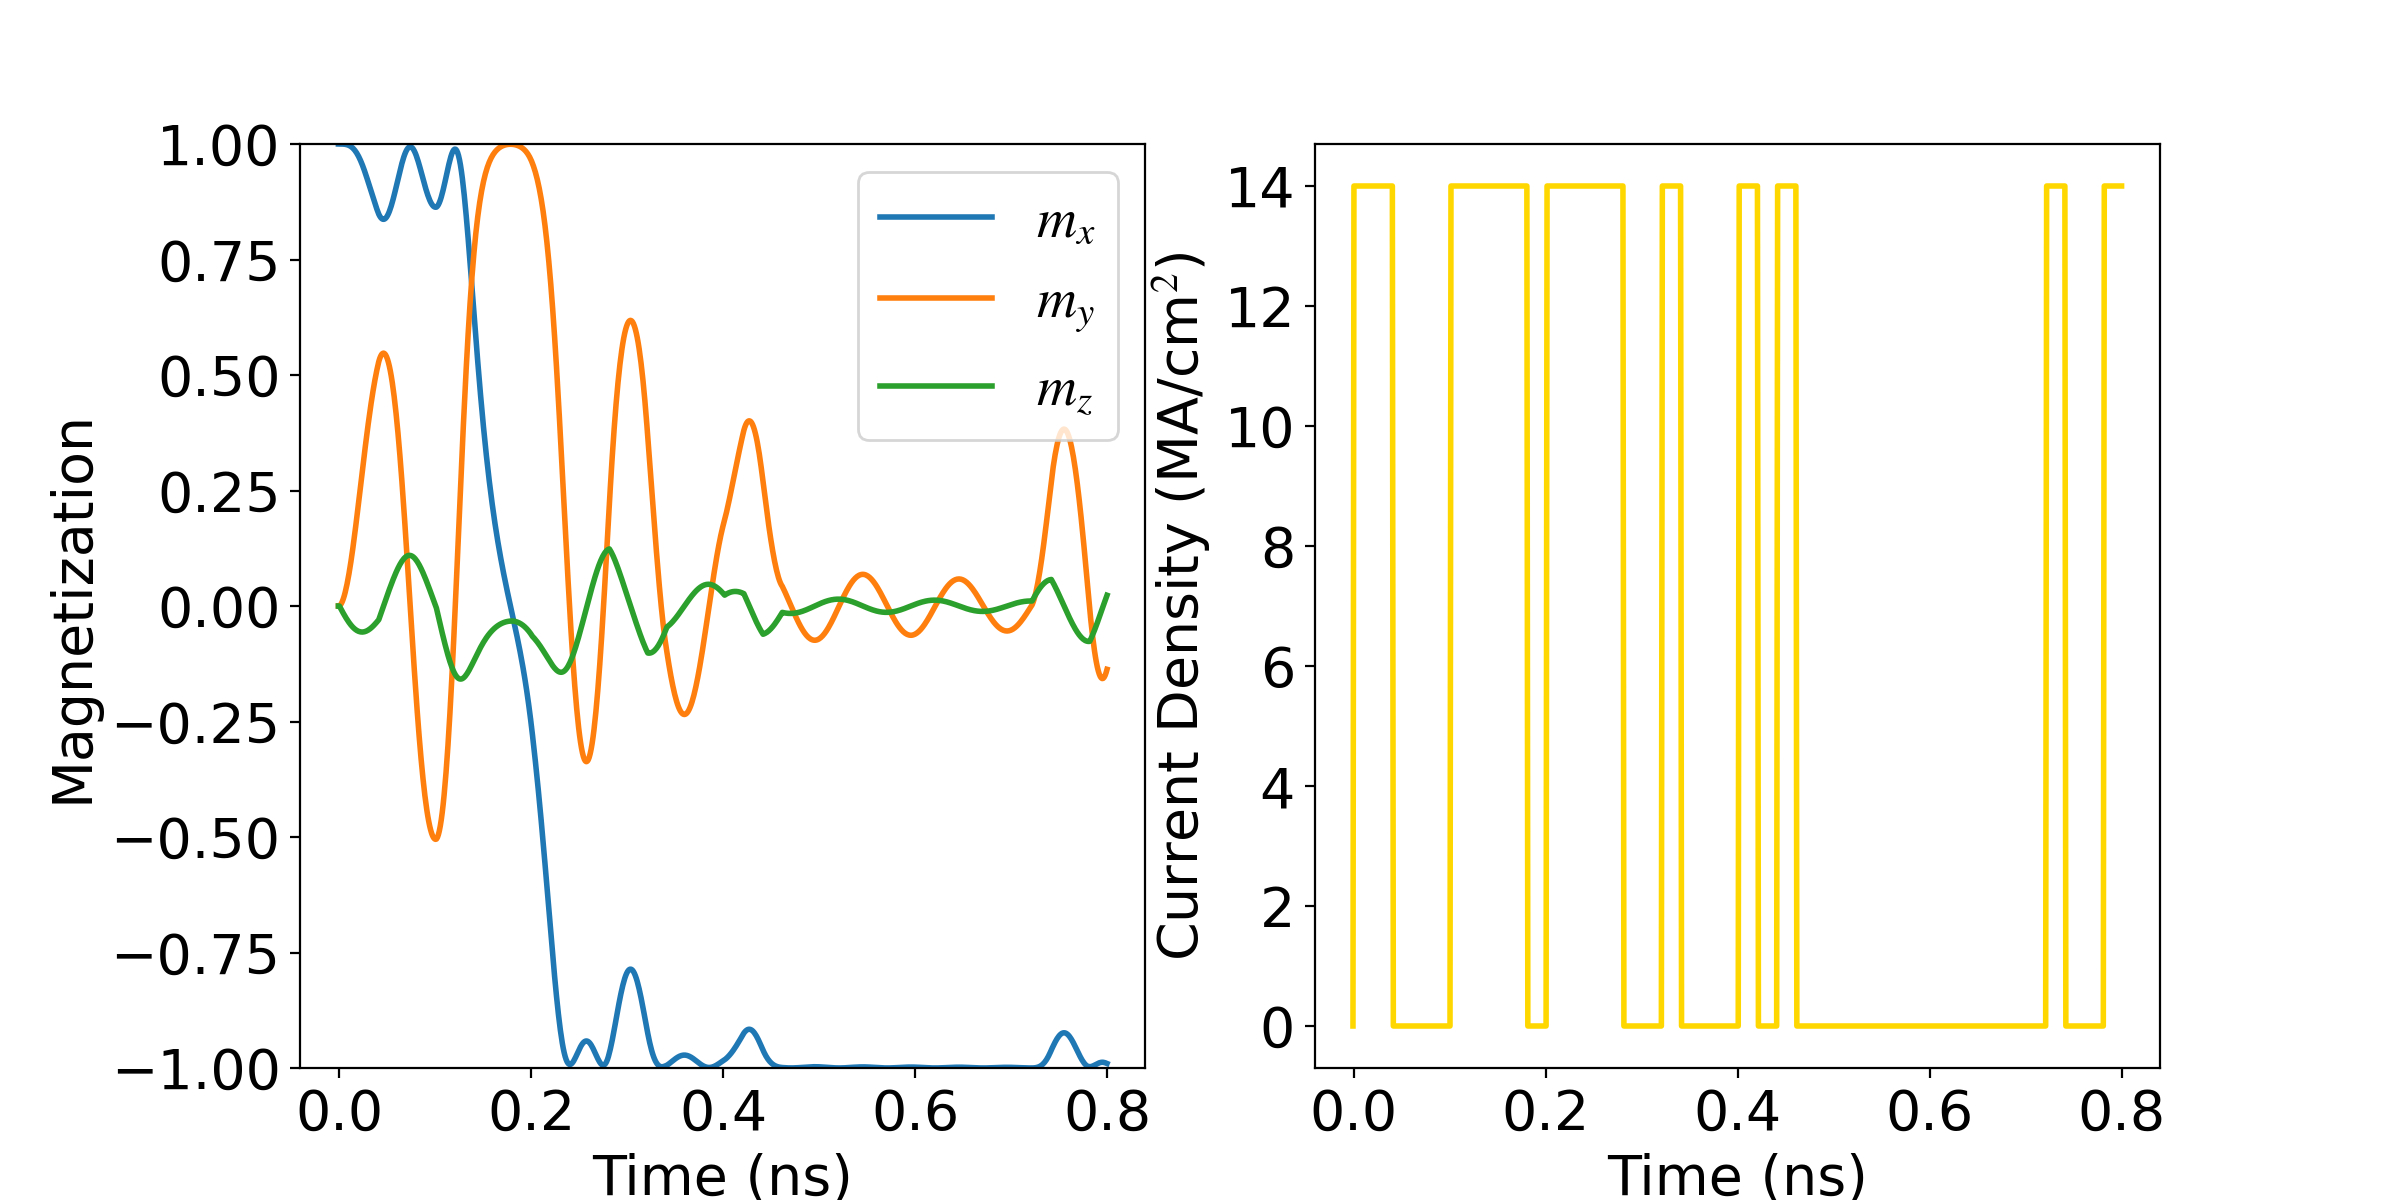 Magnetization
1.00
0.75
0.50
0.25
0.00
−0.25
−0.50
−0.75
−1.00
0.0 0.2 0.4 0.6 0.8
Time (ns)
m_x
m_y
m_z
Current Density (MA/cm²)
14
12
10
8
6
4
2
0
0.0 0.2 0.4 0.6 0.8
Time (ns)